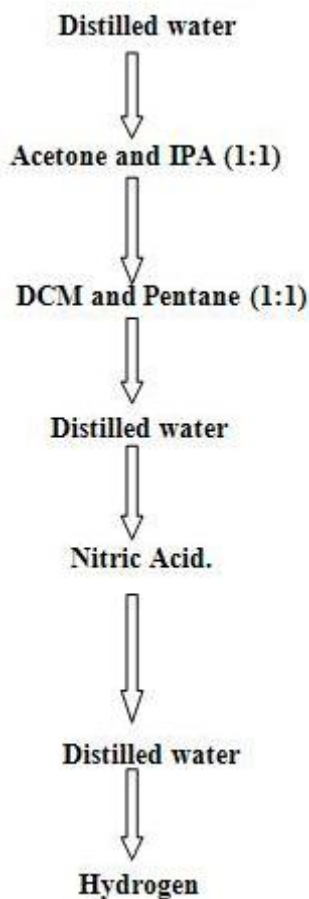 Distilled water
Acetone and IPA (1:1)
DCM and Pentane (1:1)
Distilled water
Nitric Acid.
Distilled water
Hydrogen